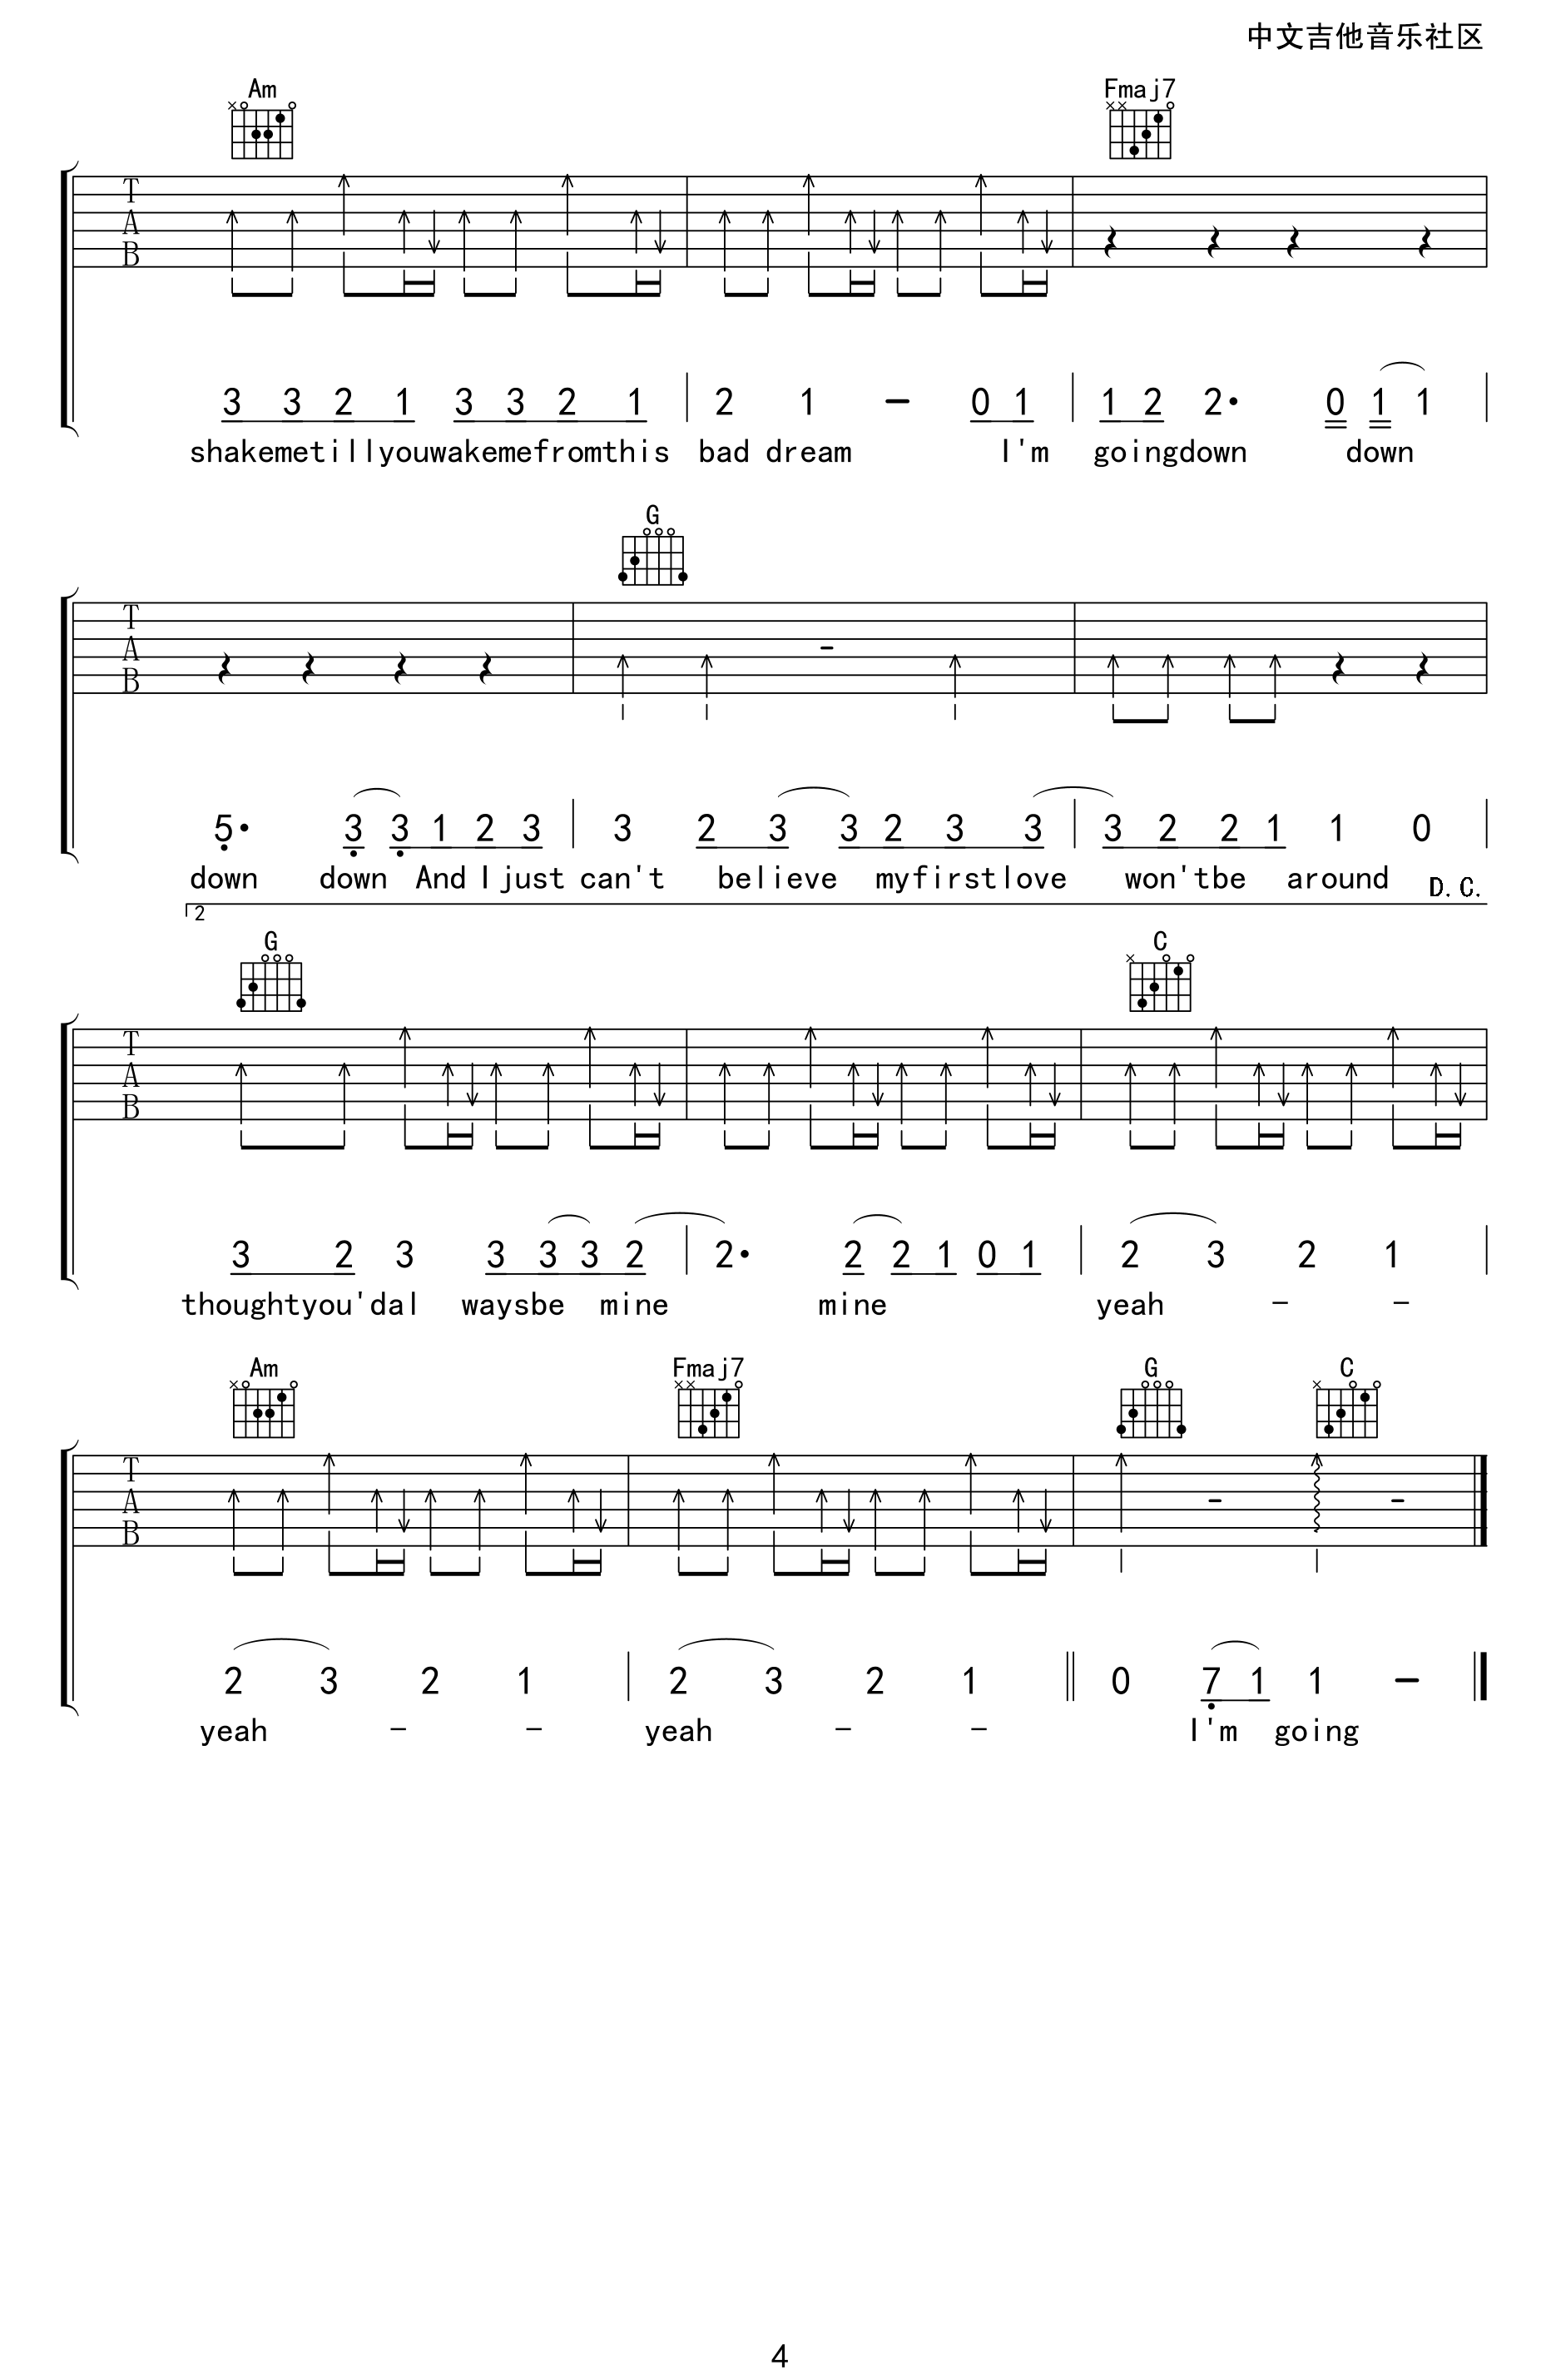 中文吉他音乐社区
Am Fmaj7
T
A
B
3 3 2 1 3 3 2 1 2 1 - 0 1 1 2 2· 0 1 1
shakemetillyouwakemefromthis bad dream I'm goingdown down
G
T
A
B
5· 3 3 1 2 3 3 2 3 3 2 3 3 3 2 2 1 1 0
down down And I just can't believe myfirstlove won'tbe around D.C.
2
G C
T
A
B
3 2 3 3 3 3 2 2· 2 2 1 0 1 2 3 2 1
thoughtyou'dal waysbe mine mine yeah - -
Am Fmaj7 G C
T
A
B
2 3 2 1 2 3 2 1 0 7 1 1 -
yeah - - yeah - - I'm going
4